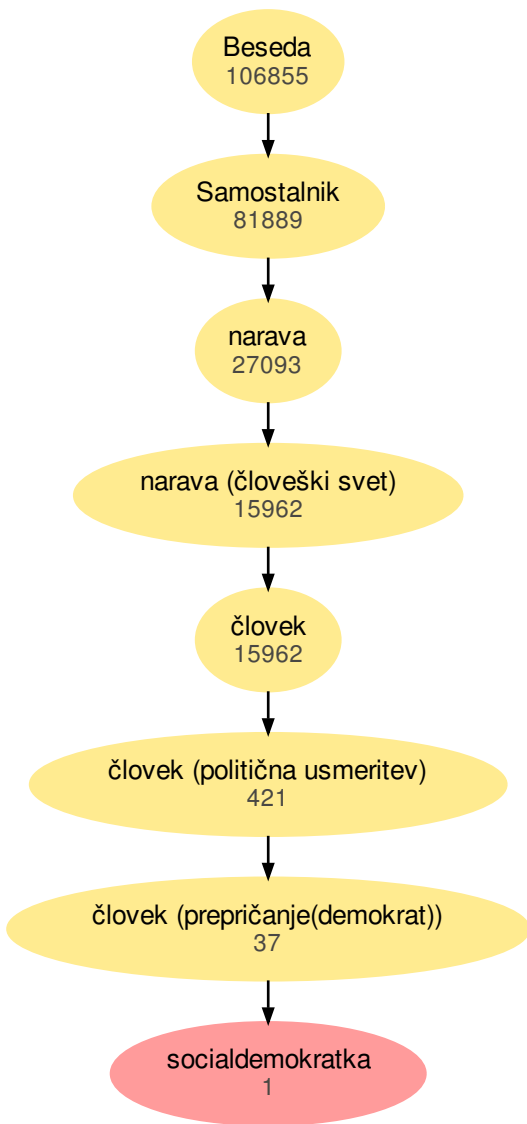 Beseda
106855
Samostalnik
81889
narava
27093
narava (človeški svet)
15962
človek
15962
človek (politična usmeritev)
421
človek (prepričanje(demokrat))
37
socialdemokratka
1